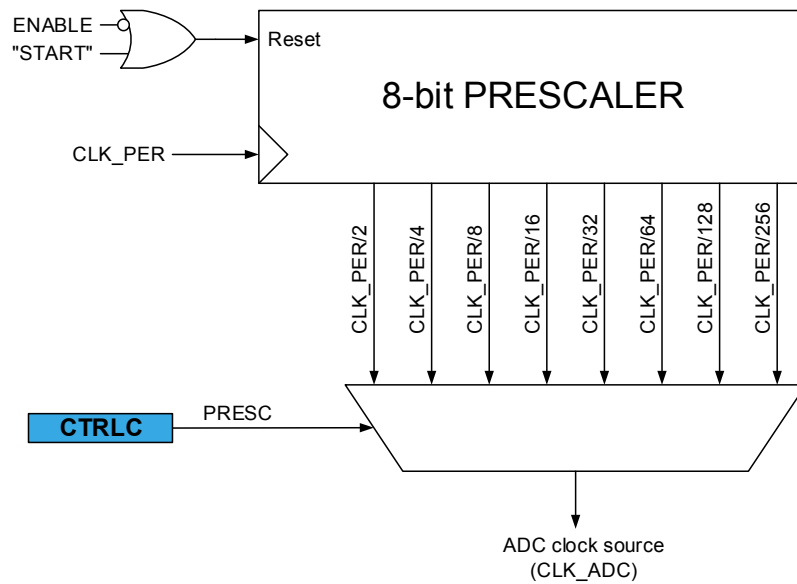 ENABLE
"START"
Reset
8-bit PRESCALER
CLK_PER
CLK_PER/2
CLK_PER/4
CLK_PER/8
CLK_PER/16
CLK_PER/32
CLK_PER/64
CLK_PER/128
CLK_PER/256
CTRLC
PRESC
ADC clock source
(CLK_ADC)